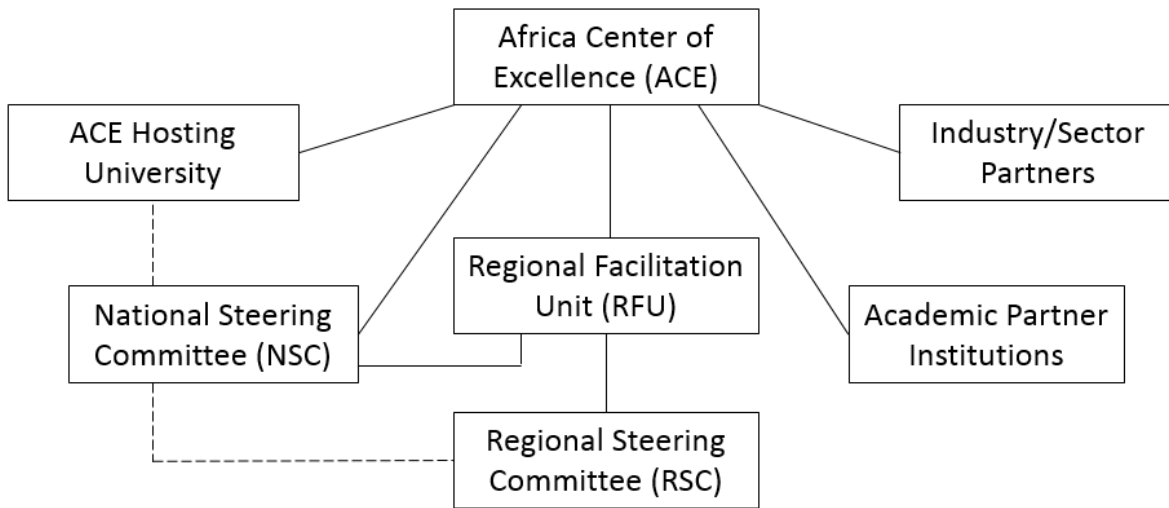 Africa Center of
Excellence (ACE)
ACE Hosting
University
Industry/Sector
Partners
Regional Facilitation
Unit (RFU)
National Steering
Committee (NSC)
Academic Partner
Institutions
Regional Steering
Committee (RSC)